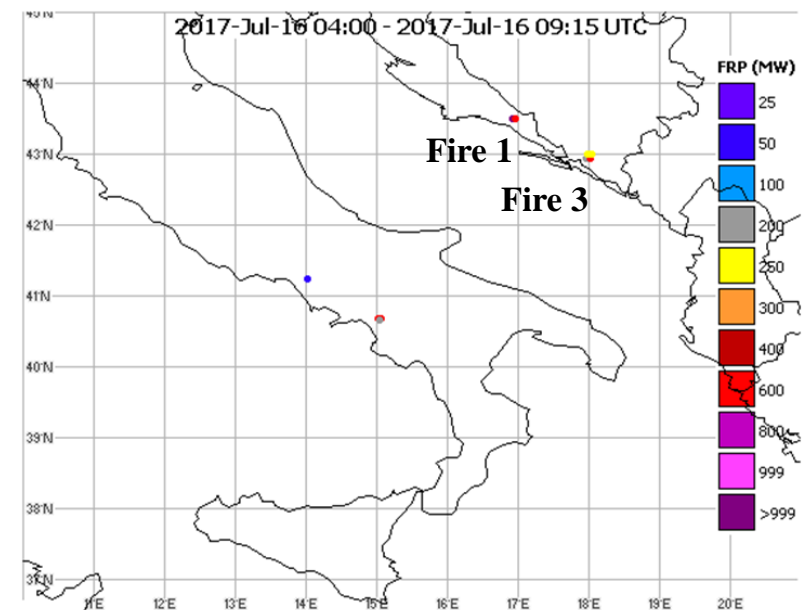 45°N
2017-Jul-16 04:00 - 2017-Jul-16 09:15 UTC
44°N
FRP (MW)
25
50
100
200
250
300
400
600
800
999
>999
Fire 1
43°N
Fire 3
42°N
41°N
40°N
39°N
38°N
37°N
11°E 12°E 13°E 14°E 15°E 16°E 17°E 18°E 19°E 20°E